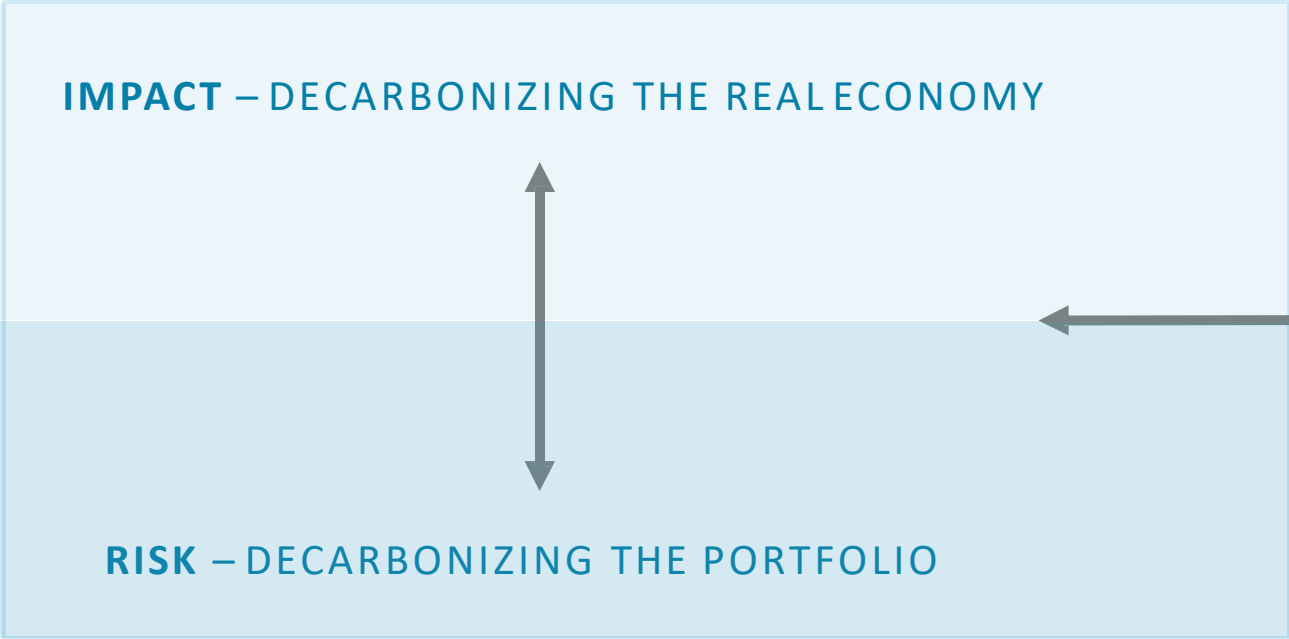 IMPACT – DECARBONIZING THE REAL ECONOMY
RISK – DECARBONIZING THE PORTFOLIO